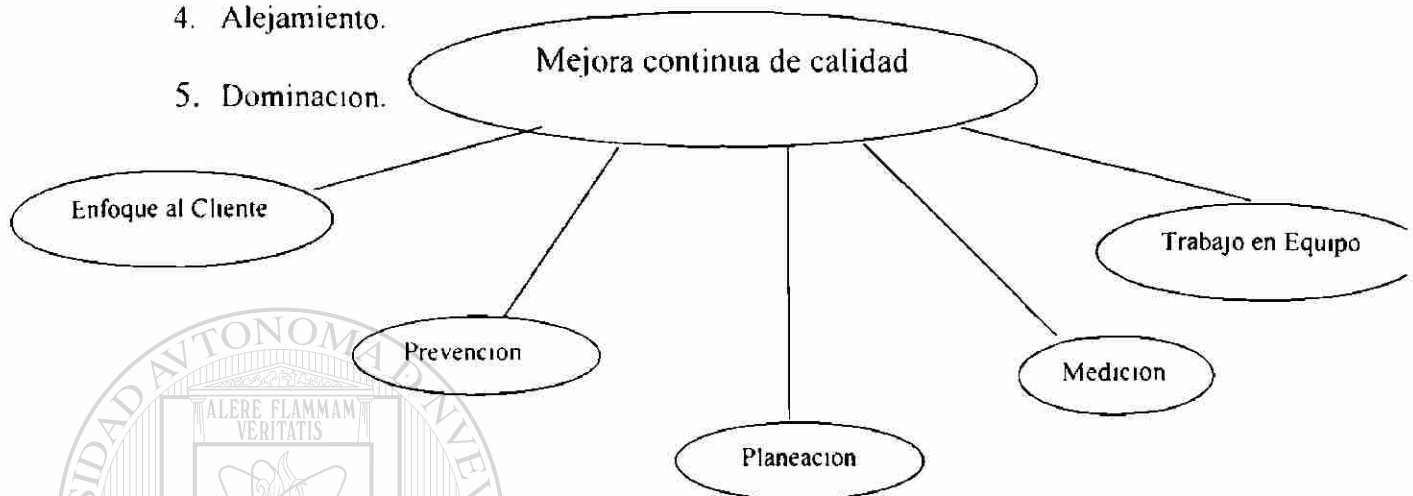 4. Alejamiento.
5. Dominacion.
Mejora continua de calidad
Enfoque al Cliente
Trabajo en Equipo
Prevencion
Medicion
Planeacion
AVTONOMA
ALERE FLAMMAM
VERITATIS